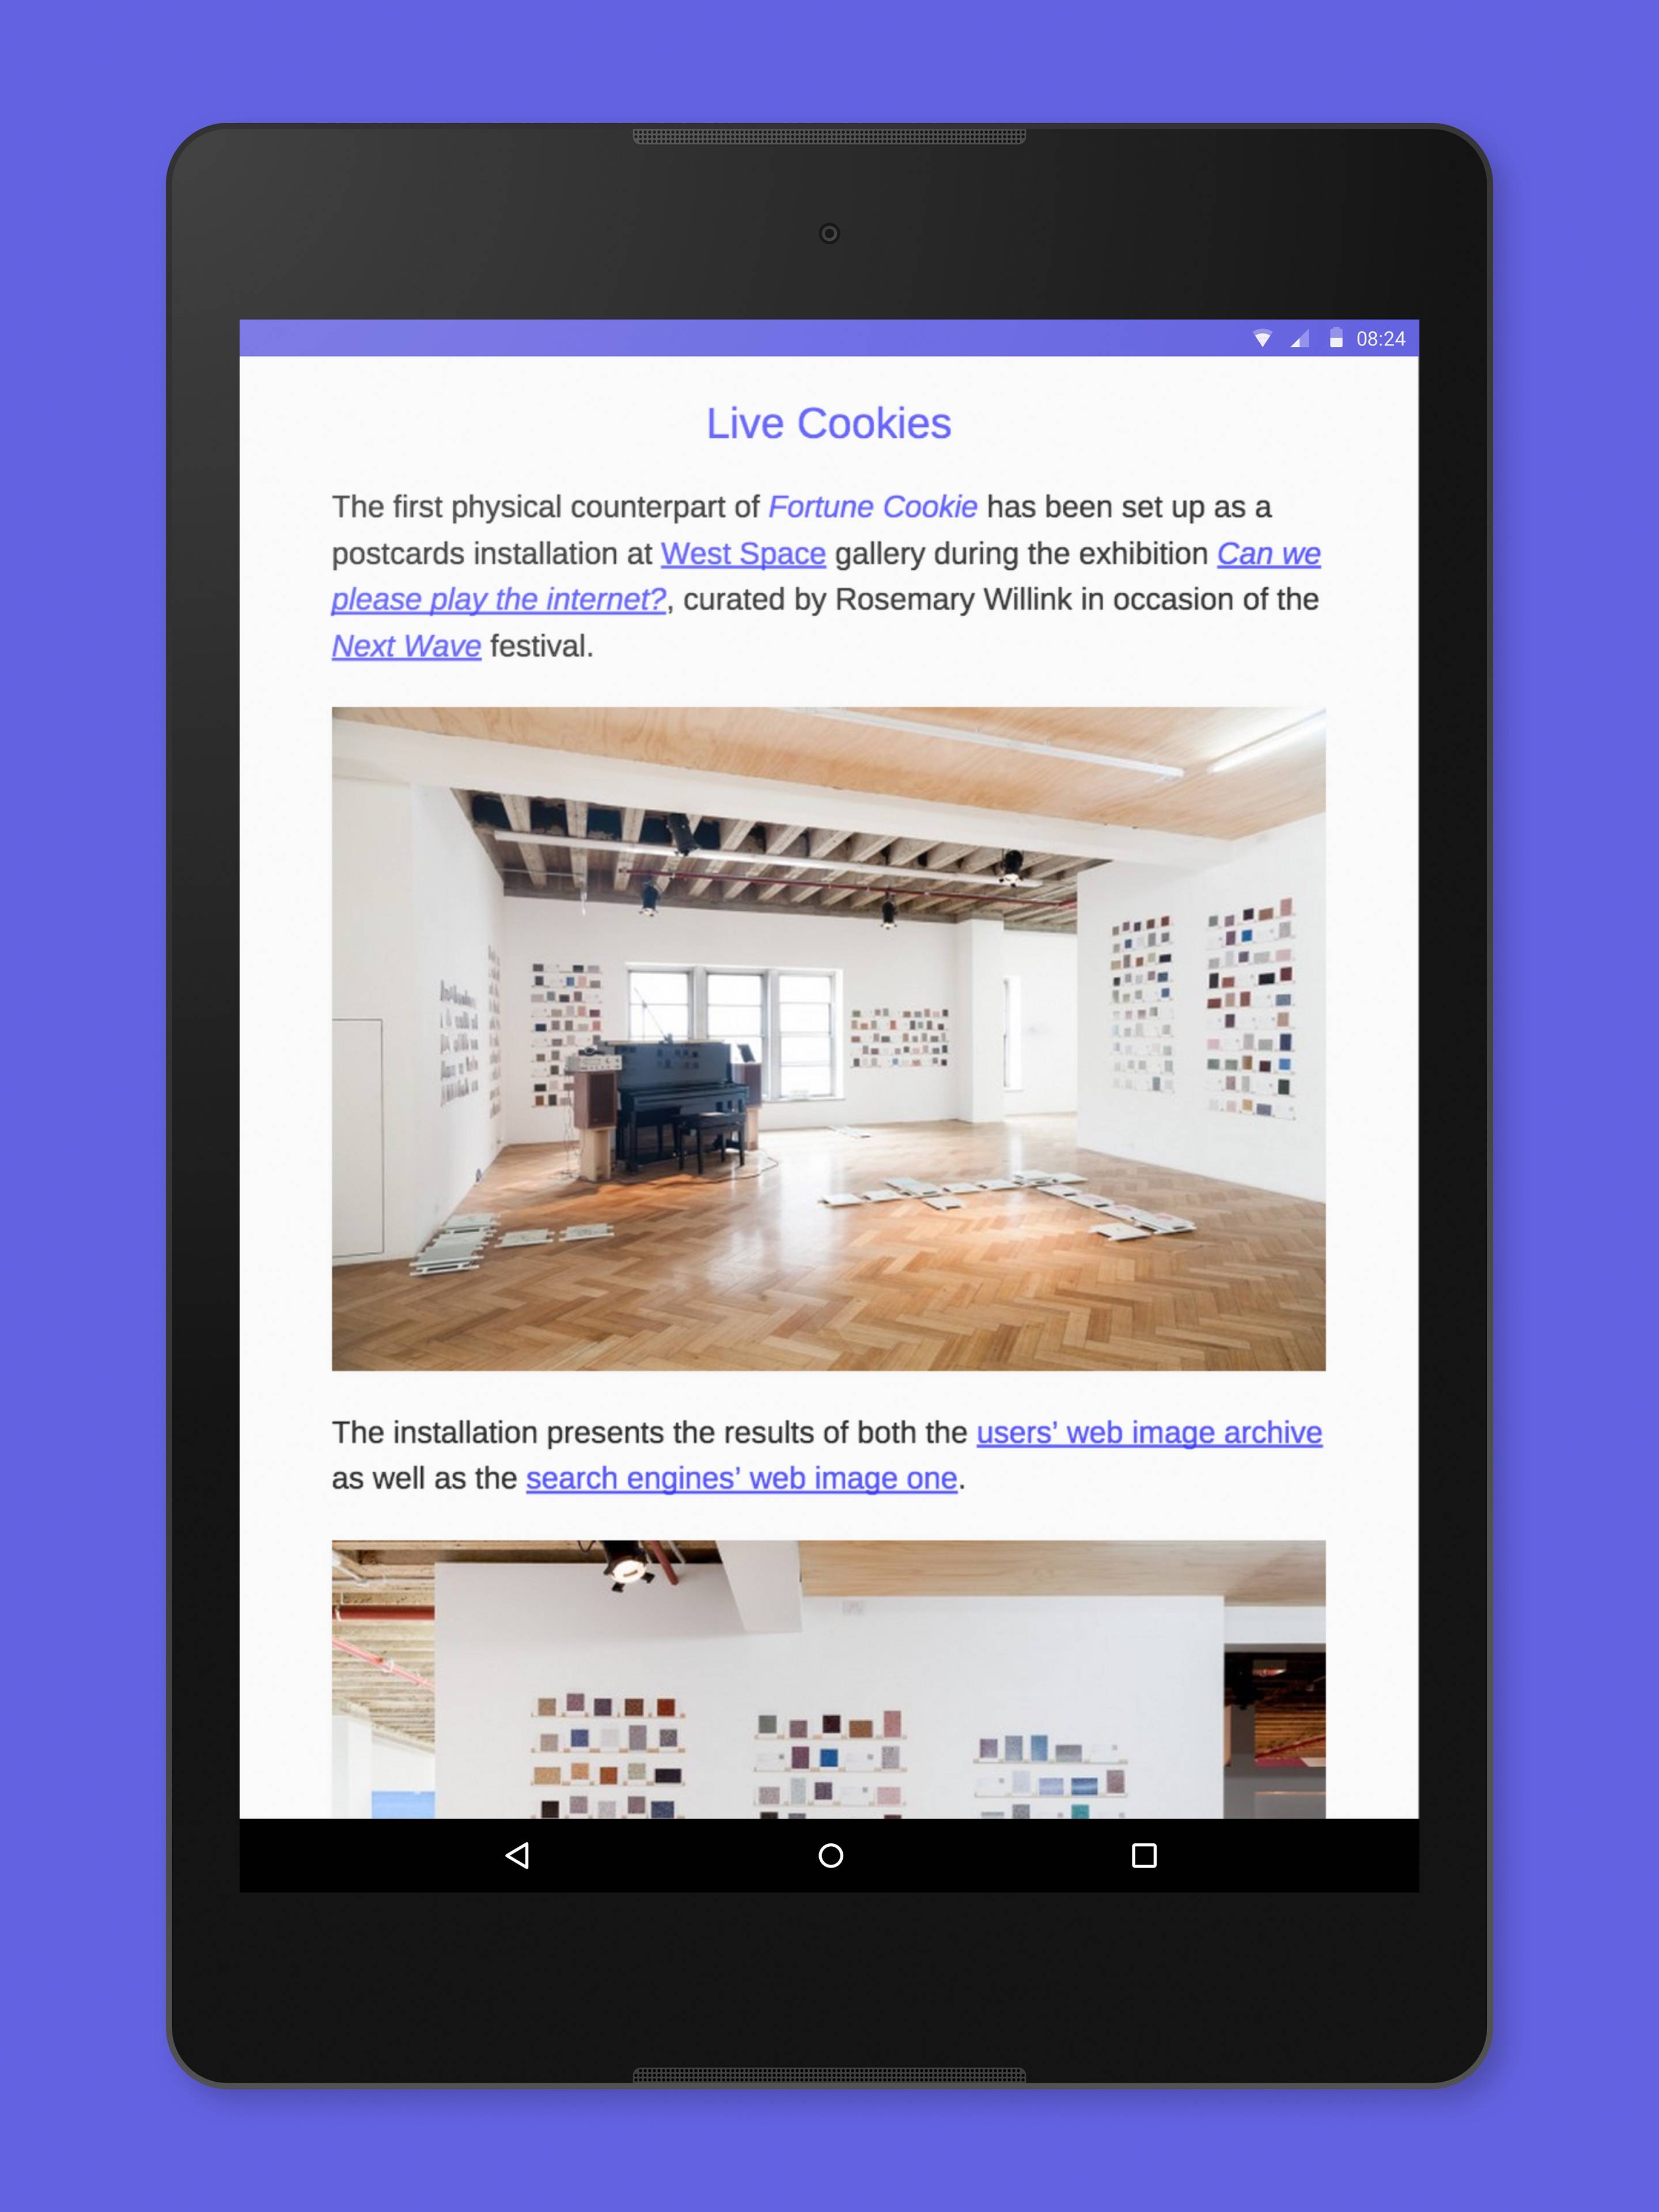 08:24
Live Cookies
The first physical counterpart of Fortune Cookie has been set up as a
postcards installation at West Space gallery during the exhibition Can we
please play the internet?, curated by Rosemary Willink in occasion of the
Next Wave festival.
The installation presents the results of both the users’ web image archive
as well as the search engines’ web image one.